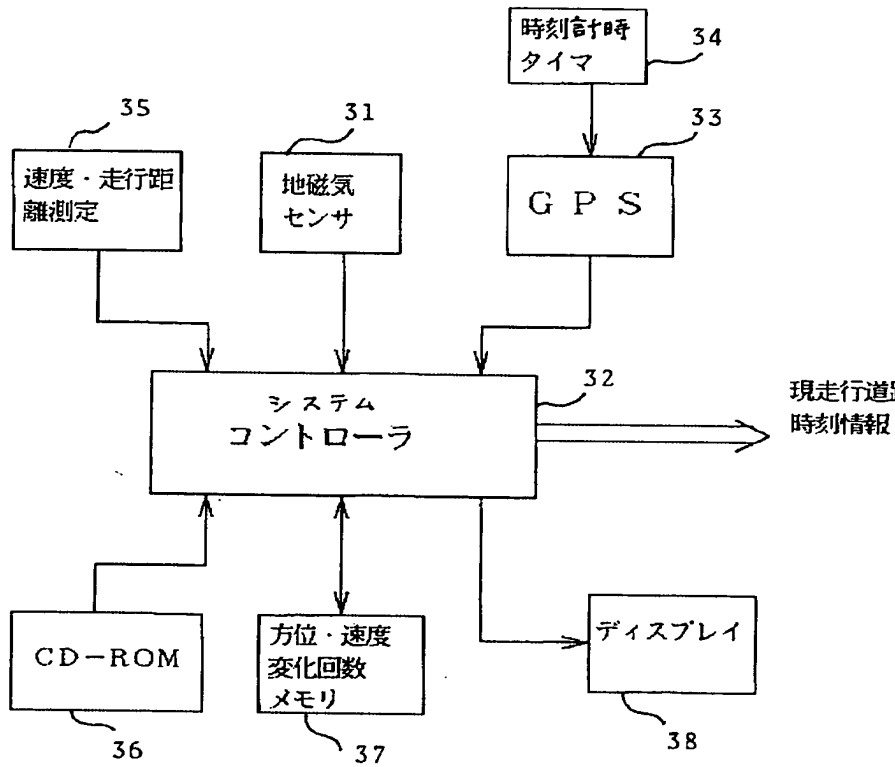 時刻計時
タイマ
34
35
31
33
速度・走行距
離測定
地磁気
センサ
GPS
32
システム
コントローラ
現走行道路
時刻情報
CD-ROM
方位・速度
変化回数
メモリ
ディスプレイ
36
37
38